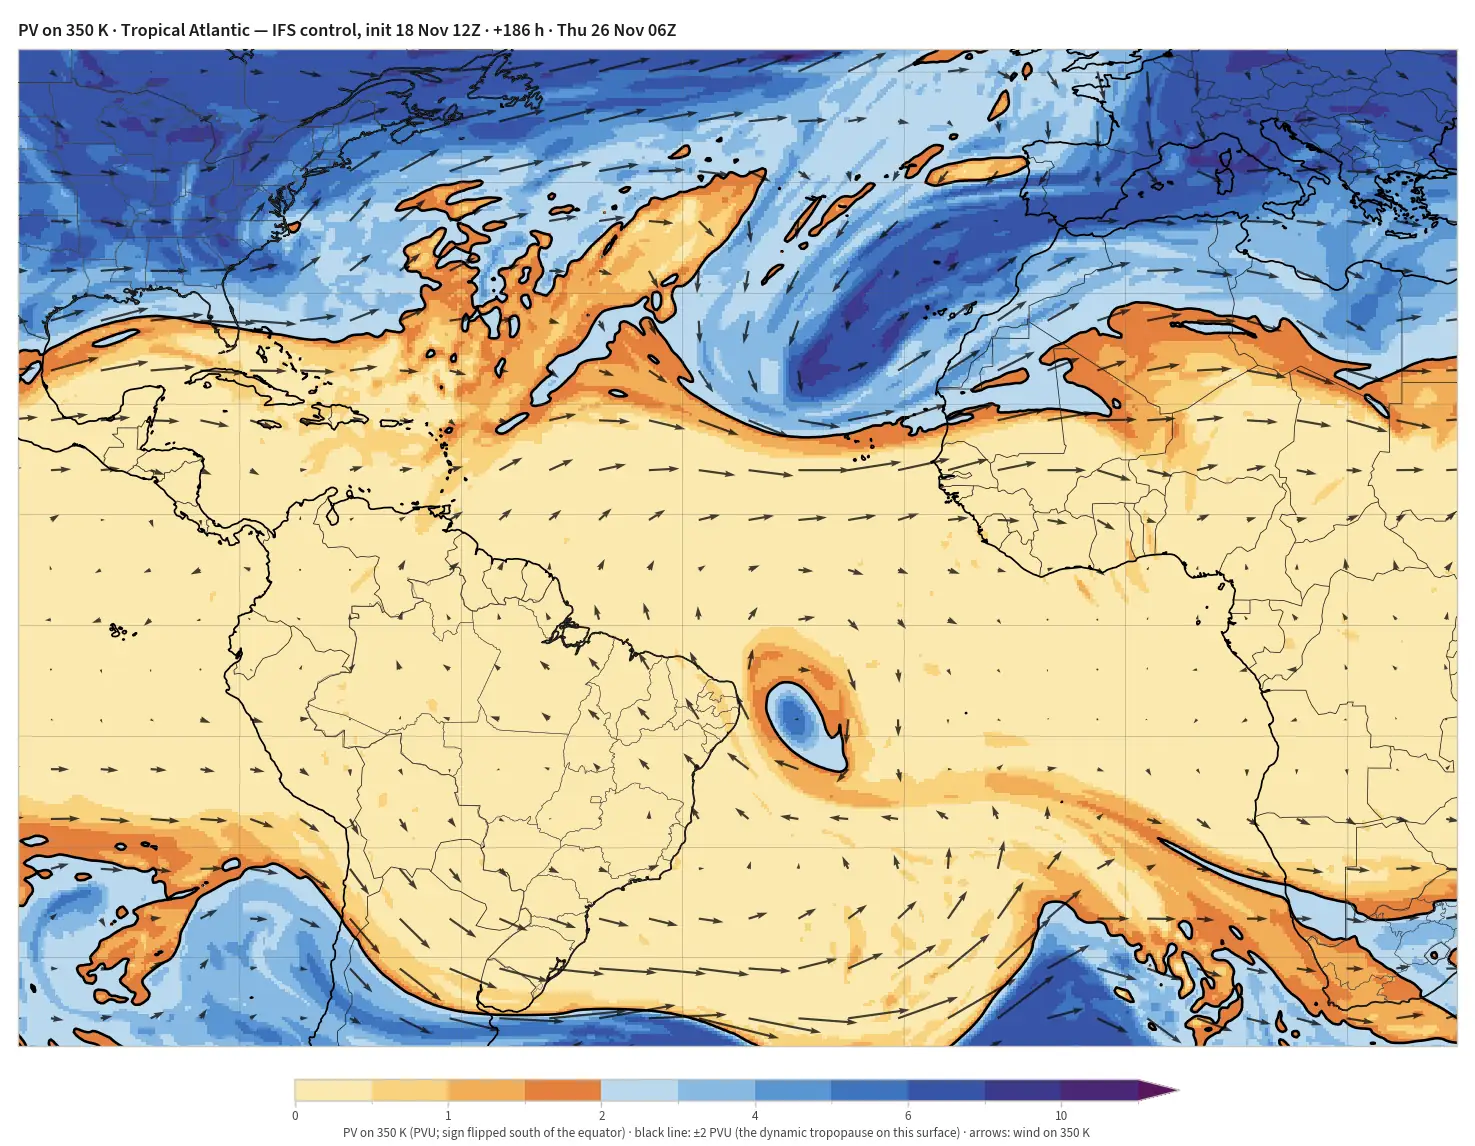 PV on 350 K · Tropical Atlantic — IFS control, init 18 Nov 12Z · +186 h · Thu 26 Nov 06Z
0 1 2 4 6 10
PV on 350 K (PVU; sign flipped south of the equator) · black line: ±2 PVU (the dynamic tropopause on this surface) · arrows: wind on 350 K